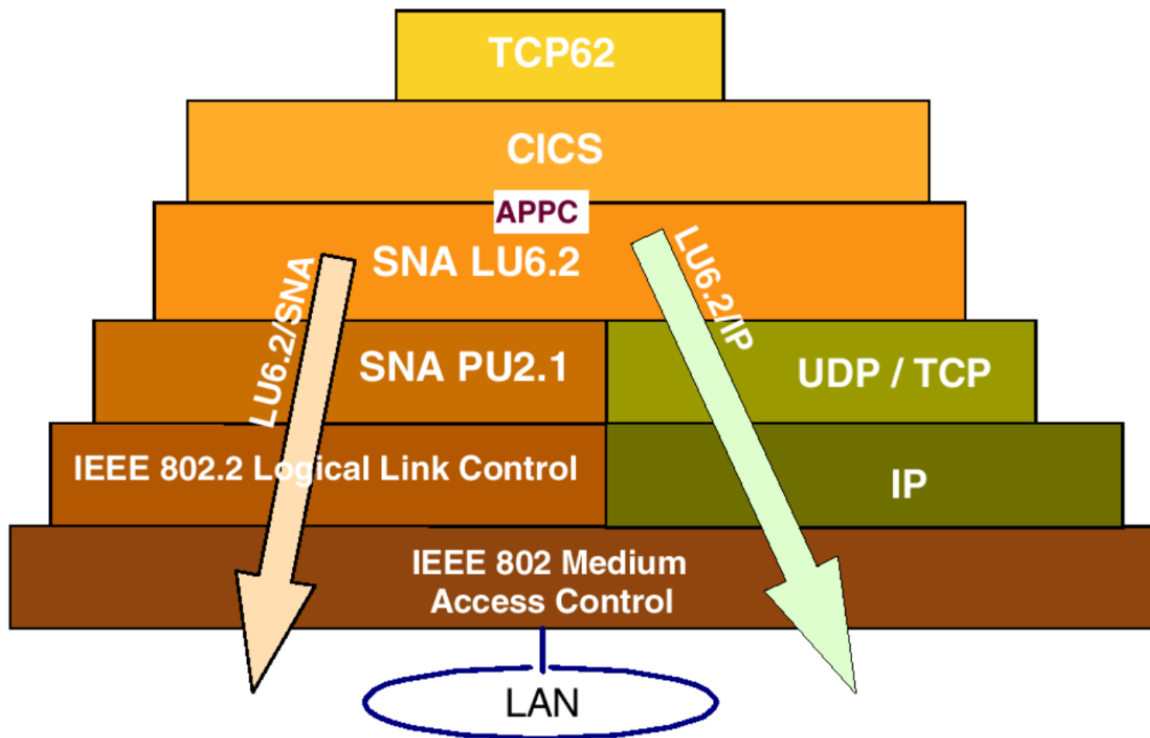 TCP62
CICS
APPC
SNA LU6.2
LU6.2/SNA
LU6.2/IP
SNA PU2.1
UDP / TCP
IEEE 802.2 Logical Link Control
IP
IEEE 802 Medium
Access Control
LAN